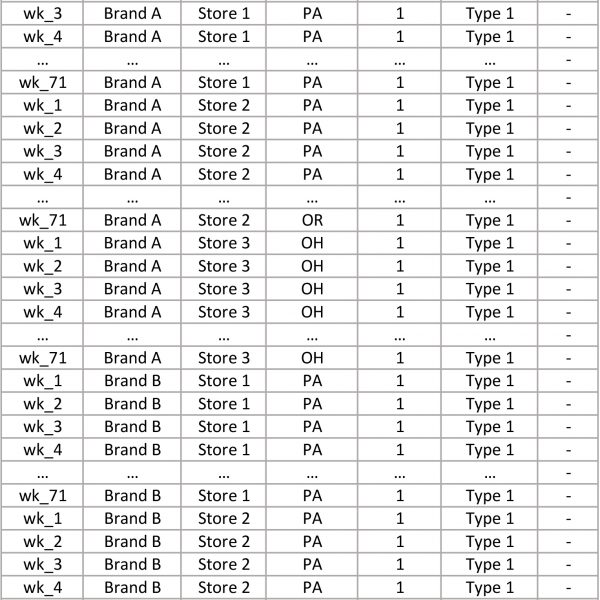 wk_3 Brand A Store 1 PA 1 Type 1 -
wk_4 Brand A Store 1 PA 1 Type 1 -
... ... ... ... ... ... -
wk_71 Brand A Store 1 PA 1 Type 1 -
wk_1 Brand A Store 2 PA 1 Type 1 -
wk_2 Brand A Store 2 PA 1 Type 1 -
wk_3 Brand A Store 2 PA 1 Type 1 -
wk_4 Brand A Store 2 PA 1 Type 1 -
... ... ... ... ... ... -
wk_71 Brand A Store 2 OR 1 Type 1 -
wk_1 Brand A Store 3 OH 1 Type 1 -
wk_2 Brand A Store 3 OH 1 Type 1 -
wk_3 Brand A Store 3 OH 1 Type 1 -
wk_4 Brand A Store 3 OH 1 Type 1 -
... ... ... ... ... ... -
wk_71 Brand A Store 3 OH 1 Type 1 -
wk_1 Brand B Store 1 PA 1 Type 1 -
wk_2 Brand B Store 1 PA 1 Type 1 -
wk_3 Brand B Store 1 PA 1 Type 1 -
wk_4 Brand B Store 1 PA 1 Type 1 -
... ... ... ... ... ... -
wk_71 Brand B Store 1 PA 1 Type 1 -
wk_1 Brand B Store 2 PA 1 Type 1 -
wk_2 Brand B Store 2 PA 1 Type 1 -
wk_3 Brand B Store 2 PA 1 Type 1 -
wk_4 Brand B Store 2 PA 1 Type 1 -